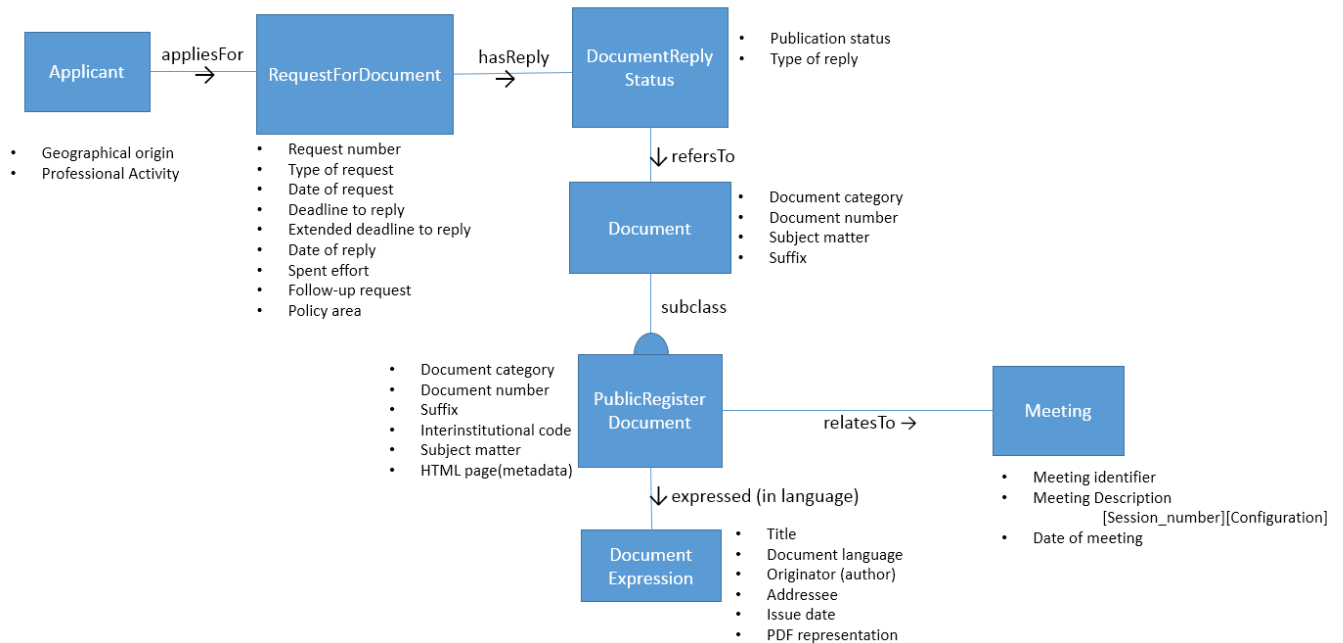 Applicant
appliesFor
→
RequestForDocument
hasReply
→
DocumentReply
Status
• Publication status
• Type of reply
• Geographical origin
• Professional Activity
• Request number
• Type of request
• Date of request
• Deadline to reply
• Extended deadline to reply
• Date of reply
• Spent effort
• Follow-up request
• Policy area
↓ refersTo
Document
• Document category
• Document number
• Subject matter
• Suffix
subclass
• Document category
• Document number
• Suffix
• Interinstitutional code
• Subject matter
• HTML page(metadata)
PublicRegister
Document
relatesTo →
Meeting
• Meeting identifier
• Meeting Description
[Session_number][Configuration]
• Date of meeting
↓ expressed (in language)
Document
Expression
• Title
• Document language
• Originator (author)
• Addressee
• Issue date
• PDF representation